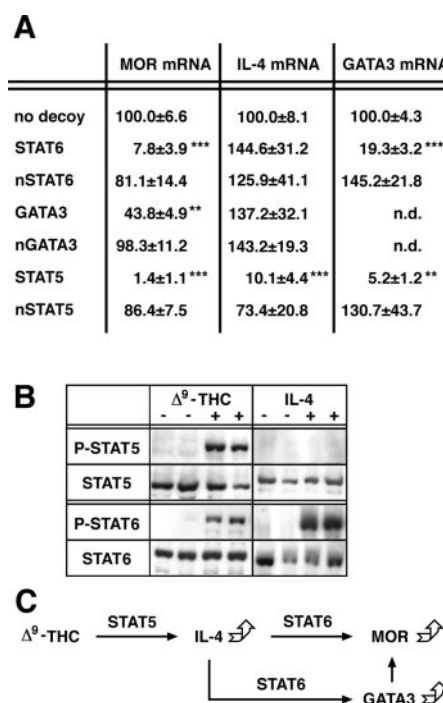 A
MOR mRNA IL-4 mRNA GATA3 mRNA
no decoy 100.0±6.6 100.0±8.1 100.0±4.3
STAT6 7.8±3.9 *** 144.6±31.2 19.3±3.2 ***
nSTAT6 81.1±14.4 125.9±41.1 145.2±21.8
GATA3 43.8±4.9 ** 137.2±32.1 n.d.
nGATA3 98.3±11.2 143.2±19.3 n.d.
STAT5 1.4±1.1 *** 10.1±4.4 *** 5.2±1.2 **
nSTAT5 86.4±7.5 73.4±20.8 130.7±43.7
B
Δ⁹-THC IL-4
- - + + - - + +
P-STAT5
STAT5
P-STAT6
STAT6
C
STAT5 STAT6
Δ⁹-THC IL-4 MOR
STAT6
GATA3